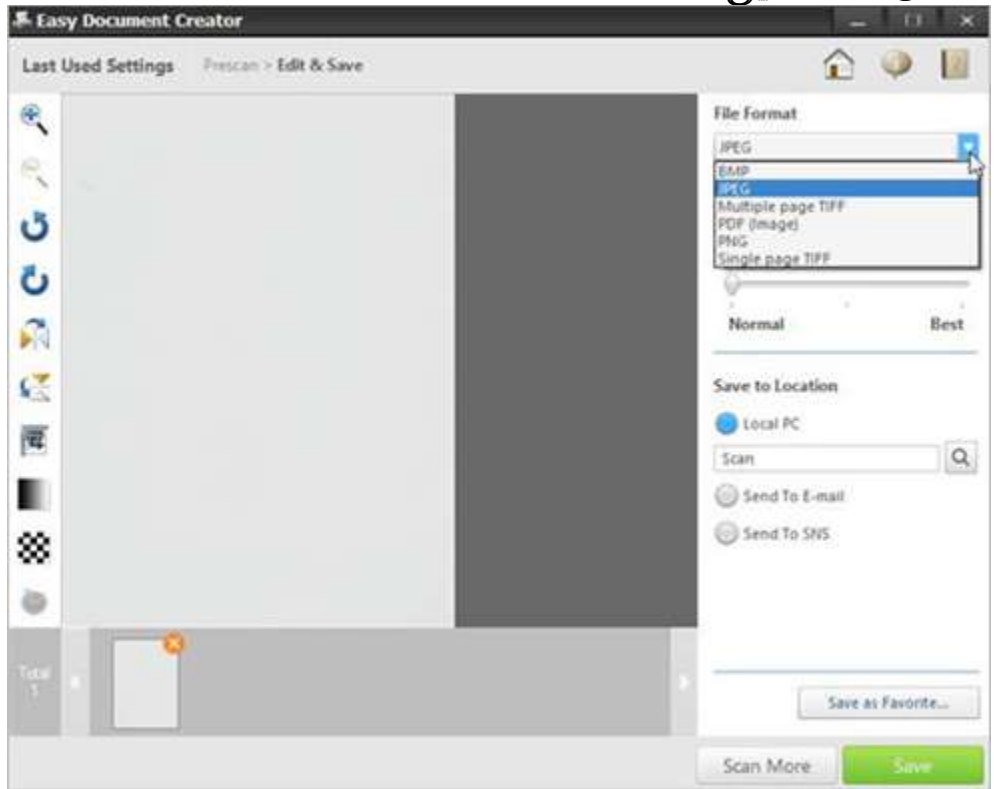 Easy Document Creator
Last Used Settings Prescan > Edit & Save
File Format
JPEG
BMP
JPEG
Multiple page TIFF
PDF (Image)
PNG
Single page TIFF
Normal Best
Save to Location
Local PC
Scan
Send To E-mail
Send To SNS
Total
1
Save as Favorite...
Scan More Save